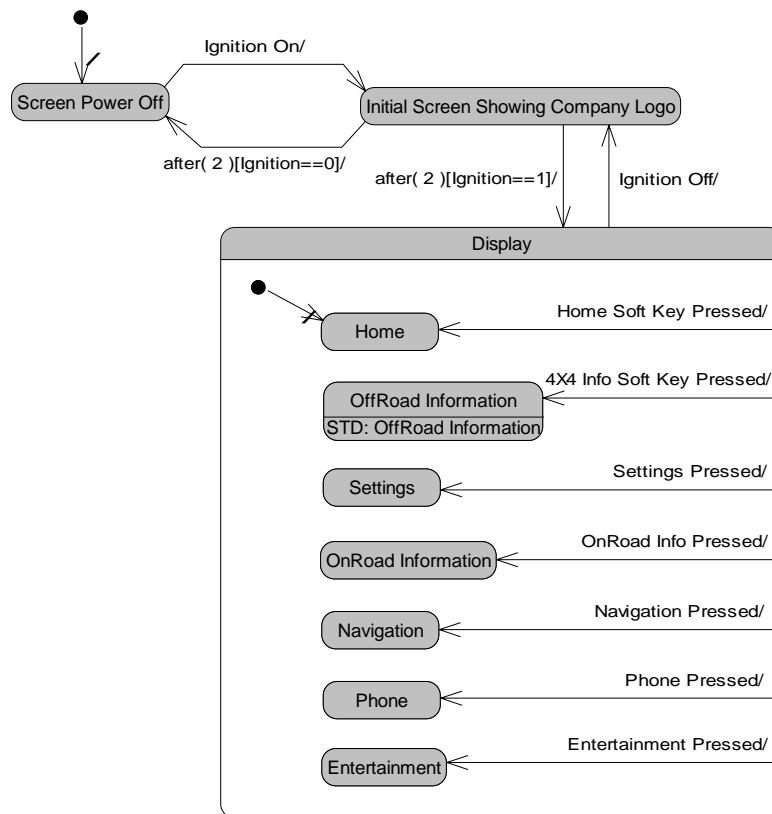 Ignition On/
Screen Power Off
Initial Screen Showing Company Logo
after( 2 )[Ignition==0]/
after( 2 )[Ignition==1]/
Ignition Off/
Display
Home Soft Key Pressed/
Home
4X4 Info Soft Key Pressed/
OffRoad Information
STD: OffRoad Information
Settings Pressed/
Settings
OnRoad Info Pressed/
OnRoad Information
Navigation Pressed/
Navigation
Phone Pressed/
Phone
Entertainment Pressed/
Entertainment